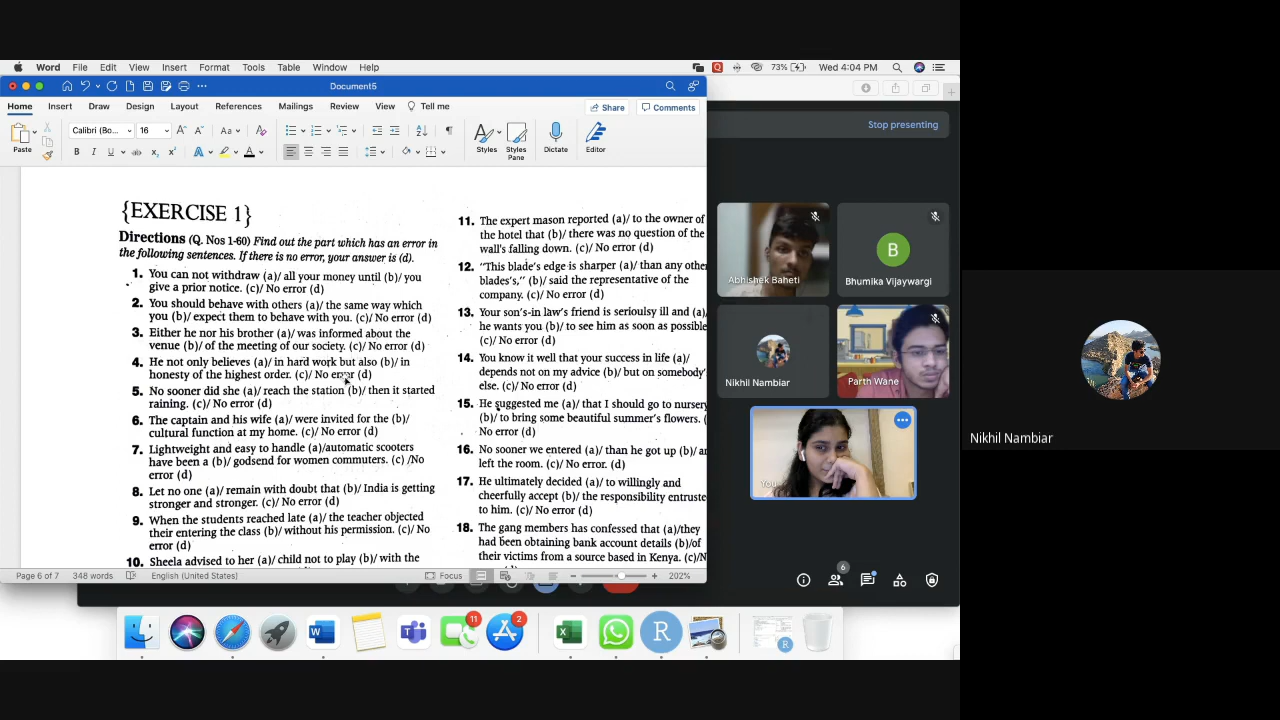 Word File Edit View Insert Format Tools Table Window Help
73% Wed 4:04 PM
Document5
Home Insert Draw Design Layout References Mailings Review View Tell me
Share Comments
Stop presenting
Calibri (Bo... 16
Paste Styles Styles Pane Dictate Editor
{EXERCISE 1}
Directions (Q. Nos 1-60) Find out the part which has an error in
the following sentences. If there is no error, your answer is (d).
1. You can not withdraw (a)/ all your money until (b)/ you
give a prior notice. (c)/ No error (d)
2. You should behave with others (a)/ the same way which
you (b)/ expect them to behave with you. (c)/ No error (d)
3. Either he nor his brother (a)/ was informed about the
venue (b)/ of the meeting of our society. (c)/ No error (d)
4. He not only believes (a)/ in hard work but also (b)/ in
honesty of the highest order. (c)/ No error (d)
5. No sooner did she (a)/ reach the station (b)/ then it started
raining. (c)/ No error (d)
6. The captain and his wife (a)/ were invited for the (b)/
cultural function at my home. (c)/ No error (d)
7. Lightweight and easy to handle (a)/automatic scooters
have been a (b)/ godsend for women commuters. (c) /No
error (d)
8. Let no one (a)/ remain with doubt that (b)/ India is getting
stronger and stronger. (c)/ No error (d)
9. When the students reached late (a)/ the teacher objected
their entering the class (b)/ without his permission. (c)/ No
error (d)
10. Sheela advised to her (a)/ child not to play (b)/ with the
11. The expert mason reported (a)/ to the owner of
the hotel that (b)/ there was no question of the
wall's falling down. (c)/ No error (d)
12. "This blade's edge is sharper (a)/ than any othe
blades's," (b)/ said the representative of the
company. (c)/ No error (d)
13. Your son's-in law's friend is serioulsy ill and (a)
he wants you (b)/ to see him as soon as possible
(c)/ No error (d)
14. You know it well that your success in life (a)/
depends not on my advice (b)/ but on somebody'
else. (c)/ No error (d)
15. He suggested me (a)/ that I should go to nursery
(b)/ to bring some beautiful summer's flowers. (
No error (d)
16. No sooner we entered (a)/ than he got up (b)/ a
left the room. (c)/ No error. (d)
17. He ultimately decided (a)/ to willingly and
cheerfully accept (b)/ the responsibility entruste
to him. (c)/ No error (d)
18. The gang members has confessed that (a)/they
had been obtaining bank account details (b)/of
their victims from a source based in Kenya. (c)/N
Page 6 of 7 348 words English (United States) Focus 202%
Abhishek Baheti
B
Bhumika Vijaywargi
Nikhil Nambiar
Parth Wane
You
6
11
2
R
Nikhil Nambiar